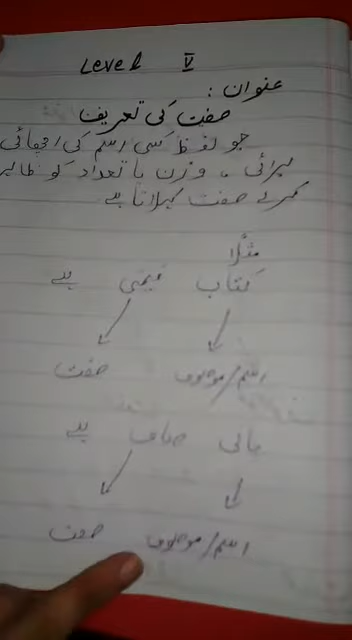 Level V
عنوان :
صفت کی تعریف
جو لفظ کسی اسم کی اچھائی
برائی ، وزن یا تعداد کو ظاہر
کرے صفت کہلاتا ہے
مثلاً
کتاب قیمتی ہے
اسم/موصوف صفت
پانی صاف ہے
اسم/موصوف صفت